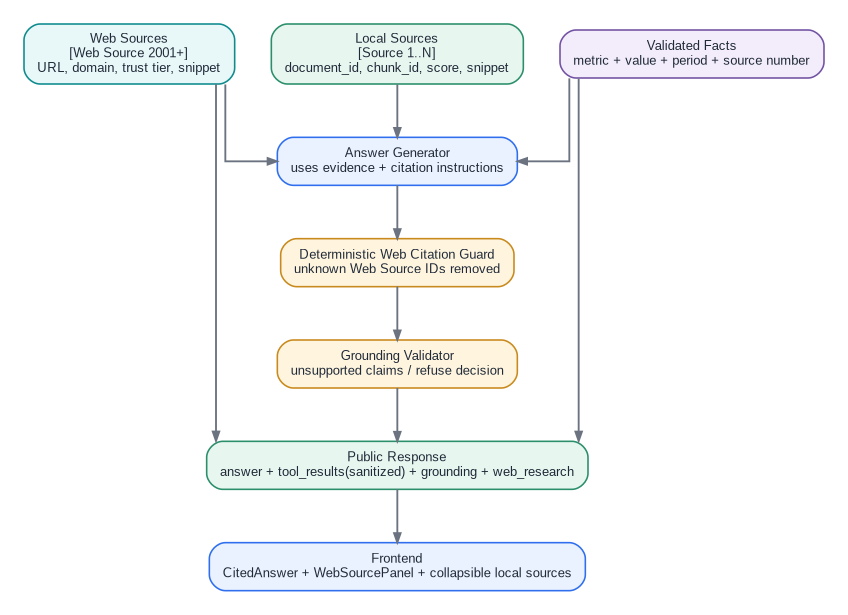 Web Sources
[Web Source 2001+]
URL, domain, trust tier, snippet
Local Sources
[Source 1..N]
document_id, chunk_id, score, snippet
Validated Facts
metric + value + period + source number
Answer Generator
uses evidence + citation instructions
Deterministic Web Citation Guard
unknown Web Source IDs removed
Grounding Validator
unsupported claims / refuse decision
Public Response
answer + tool_results(sanitized) + grounding + web_research
Frontend
CitedAnswer + WebSourcePanel + collapsible local sources